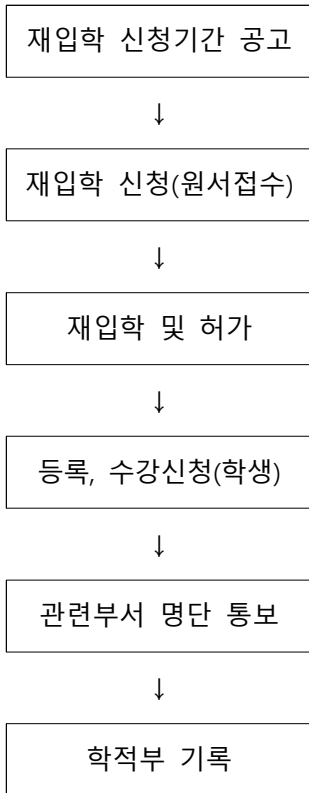 재입학 신청기간 공고
↓
재입학 신청(원서접수)
↓
재입학 및 허가
↓
등록, 수강신청(학생)
↓
관련부서 명단 통보
↓
학적부 기록